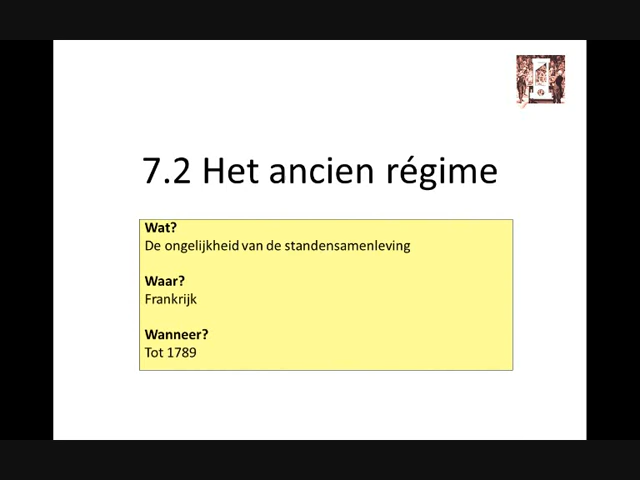 7.2 Het ancien régime
Wat?
De ongelijkheid van de standensamenleving
Waar?
Frankrijk
Wanneer?
Tot 1789